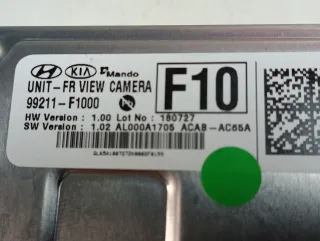 HYUNDAI KIA Mando
UNIT-FR VIEW CAMERA
99211-F1000
F10
HW Version : 1.00 Lot No : 180727
SW Version : 1.02 AL000A1705 ACAB-AC65A